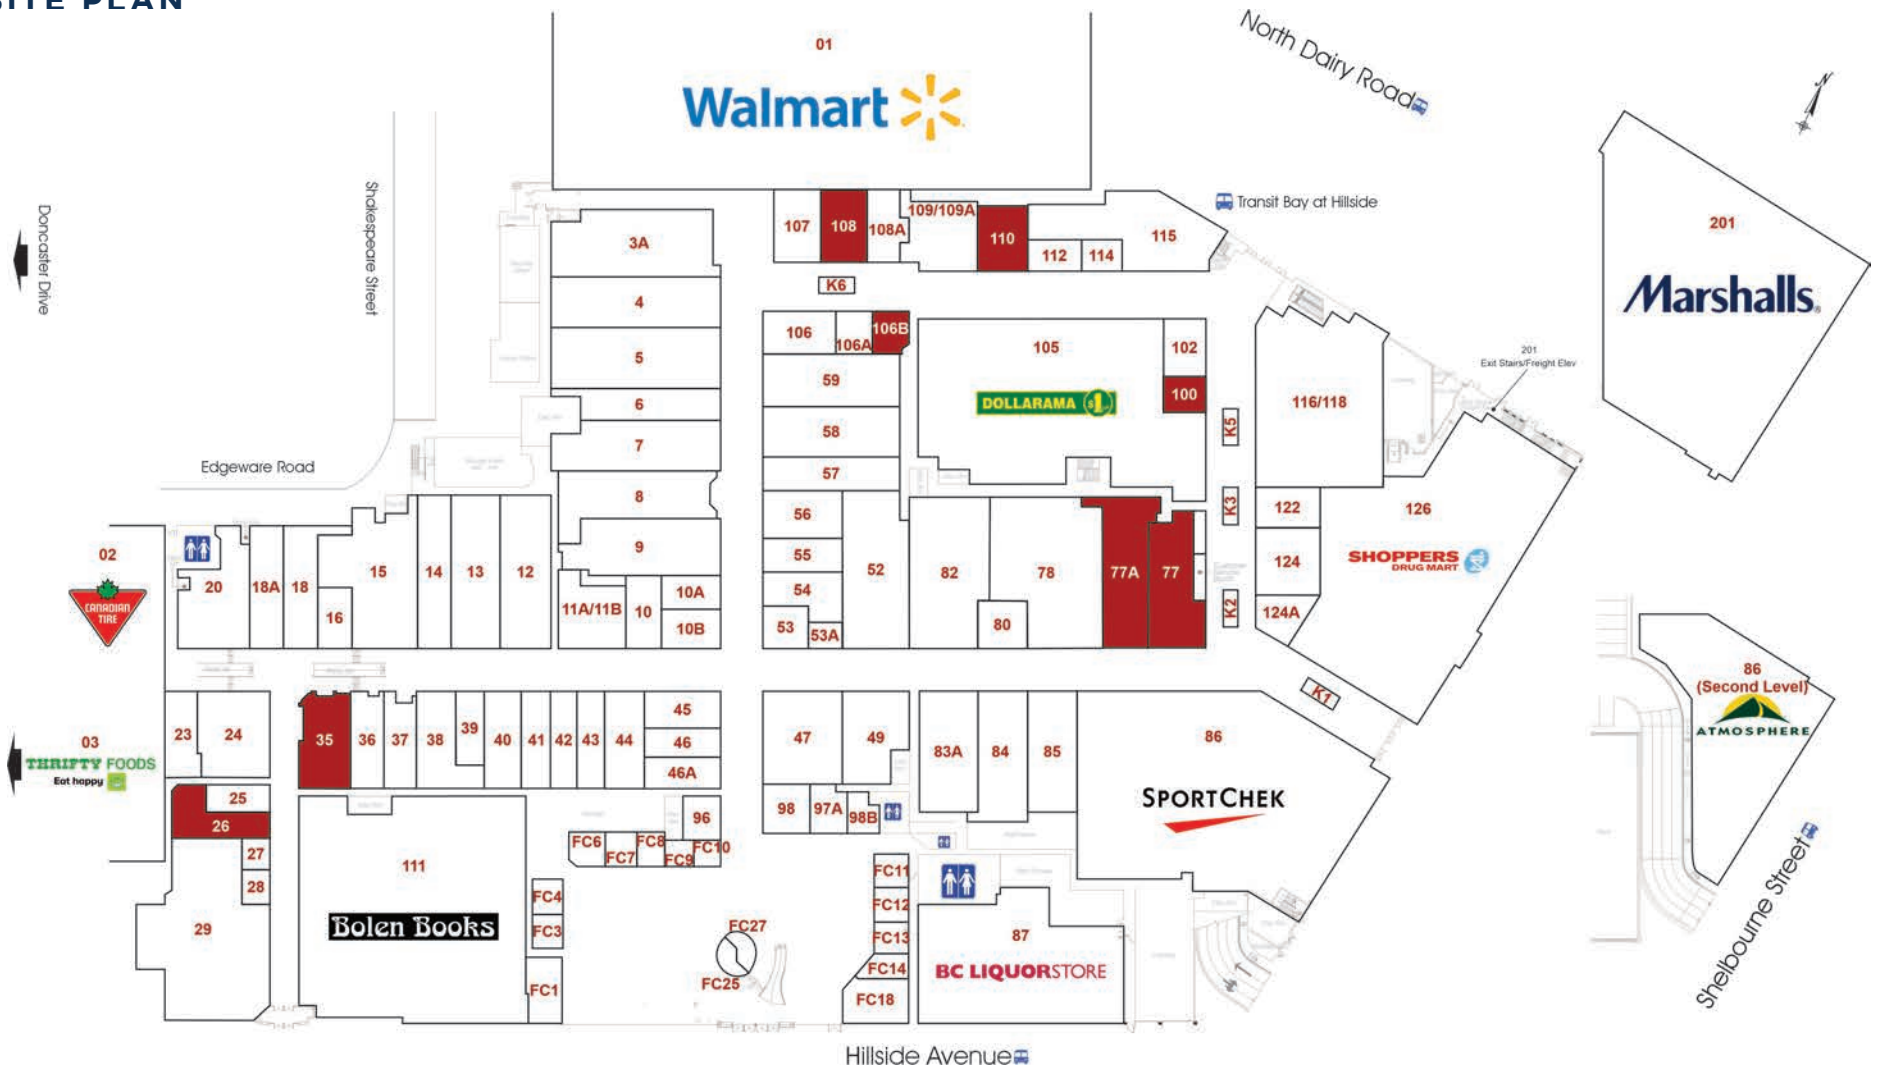 SITE PLAN
01
Walmart
North Dairy Road
N
Doncaster Drive
Shakespeare Street
Transit Bay at Hillside
107
108
108A
109/109A
110
112
114
115
201
Marshalls
3A
K6
4
106
106A
106B
105
102
201
Exit Stairs/Freight Elev
5
59
DOLLARAMA $1
100
116/118
6
58
K5
7
57
Edgeware Road
8
56
K3
122
126
SHOPPERS
DRUG MART
9
55
52
82
78
77A
77
124
02
CANADIAN
TIRE
20
18A
18
15
16
14
13
12
11A/11B
10
10A
10B
54
53
53A
80
K2
124A
K1
86
(Second Level)
ATMOSPHERE
23
24
35
36
37
38
39
40
41
42
43
44
45
46
46A
47
49
83A
84
85
86
SPORTCHEK
03
THRIFTY FOODS
Eat happy
25
26
27
28
29
111
Bolen Books
FC6
FC7
FC8
FC9
FC10
96
98
97A
98B
FC4
FC3
FC1
FC11
FC12
FC13
FC14
FC18
FC27
FC25
87
BC LIQUORSTORE
Shelbourne Street
Hillside Avenue